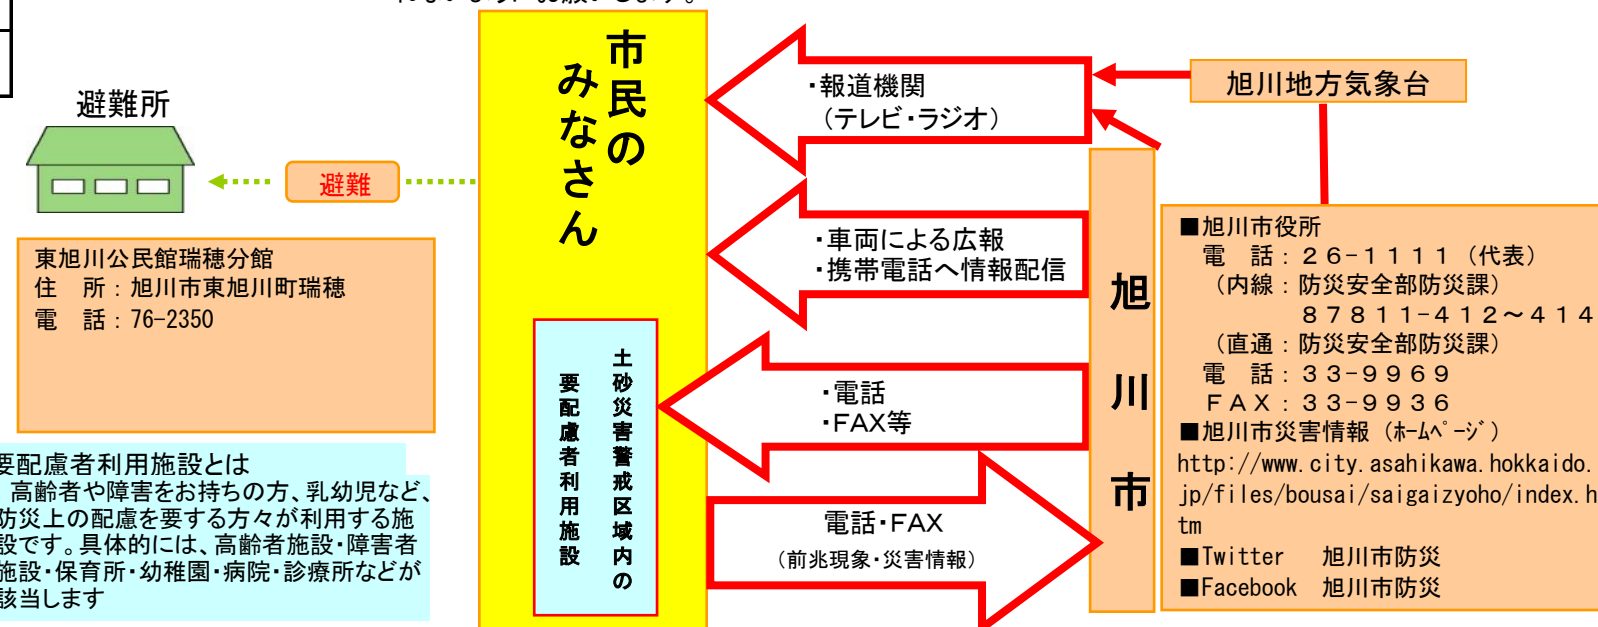 避難所
避難
東旭川公民館瑞穂分館
住　所：旭川市東旭川町瑞穂
電　話：76-2350
要配慮者利用施設とは
高齢者や障害をお持ちの方、乳幼児など、
防災上の配慮を要する方々が利用する施
設です。具体的には、高齢者施設・障害者
施設・保育所・幼稚園・病院・診療所などが
該当します
市民の
みなさん
土砂災害警戒区域内の
要配慮者利用施設
・報道機関
（テレビ・ラジオ）
・車両による広報
・携帯電話へ情報配信
・電話
・FAX等
電話・FAX
（前兆現象・災害情報）
旭川市
旭川地方気象台
■旭川市役所
電　話：２６-１１１１（代表）
（内線：防災安全部防災課）
８７８１１-４１２～４１４
（直通：防災安全部防災課）
電　話：３３-９９６９
ＦＡＸ：３３-９９３６
■旭川市災害情報（ﾎｰﾑﾍﾟｰｼﾞ）
http://www.city.asahikawa.hokkaido.
jp/files/bousai/saigaizyoho/index.h
tm
■Twitter　旭川市防災
■Facebook　旭川市防災